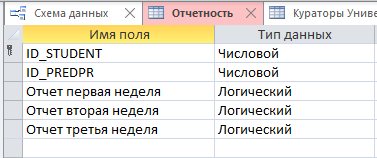 Схема данных
Отчетность
Кураторы Униве
Имя поля Тип данных
ID_STUDENT Числовой
ID_PREDPR Числовой
Отчет первая неделя Логический
Отчет вторая неделя Логический
Отчет третья неделя Логический